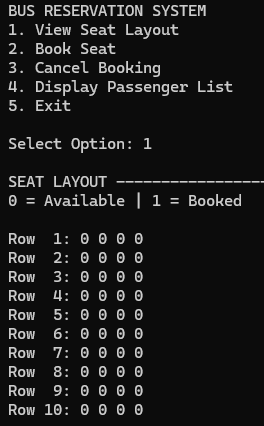 BUS RESERVATION SYSTEM
1. View Seat Layout
2. Book Seat
3. Cancel Booking
4. Display Passenger List
5. Exit
Select Option: 1
SEAT LAYOUT -----------------
0 = Available | 1 = Booked
Row  1: 0 0 0 0
Row  2: 0 0 0 0
Row  3: 0 0 0 0
Row  4: 0 0 0 0
Row  5: 0 0 0 0
Row  6: 0 0 0 0
Row  7: 0 0 0 0
Row  8: 0 0 0 0
Row  9: 0 0 0 0
Row 10: 0 0 0 0